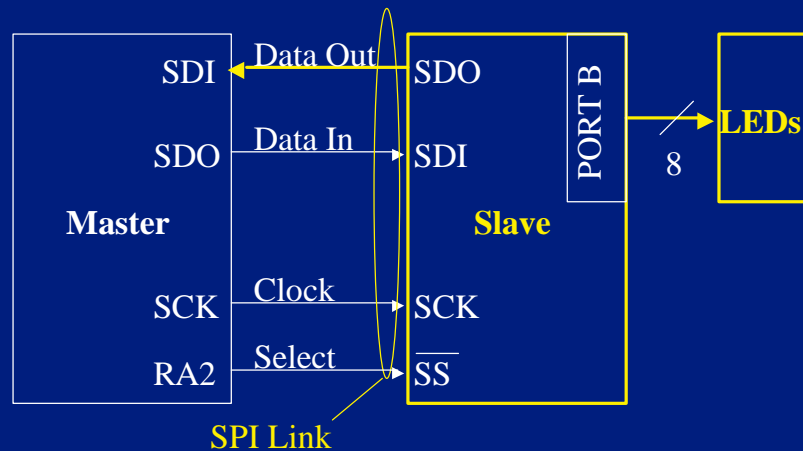 SDI Data Out SDO PORT B LEDs
SDO Data In SDI 8
Master Slave
SCK Clock SCK
RA2 Select SS
SPI Link